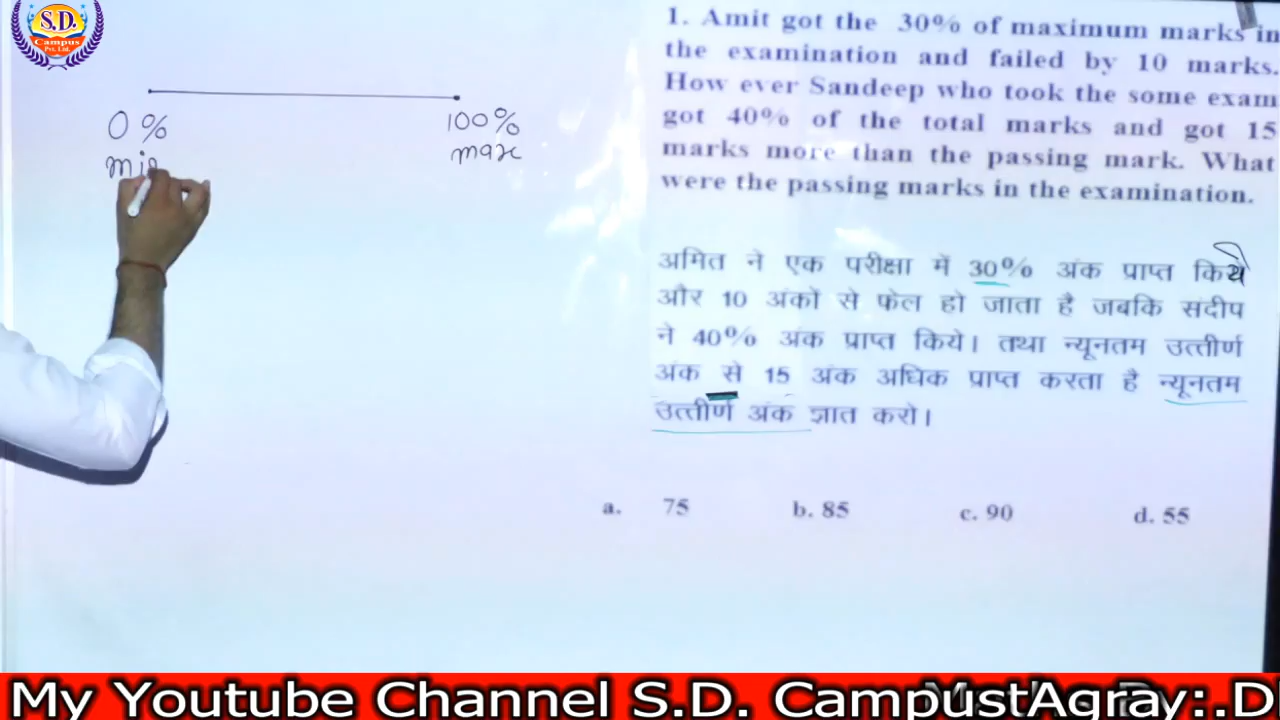 S.D.
Campus
Pvt. Ltd.
0 %
100%
max
1. Amit got the 30% of maximum marks in
the examination and failed by 10 marks.
How ever Sandeep who took the some exam
got 40% of the total marks and got 15
marks more than the passing mark. What
were the passing marks in the examination.
अमित ने एक परीक्षा में 30% अंक प्राप्त किये
और 10 अंकों से फेल हो जाता है जबकि संदीप
ने 40% अंक प्राप्त किये। तथा न्यूनतम उत्तीर्ण
अंक से 15 अंक अधिक प्राप्त करता है न्यूनतम
उत्तीर्ण अंक ज्ञात करो।
a. 75 b. 85 c. 90 d. 55
My Youtube Channel S.D. Campus